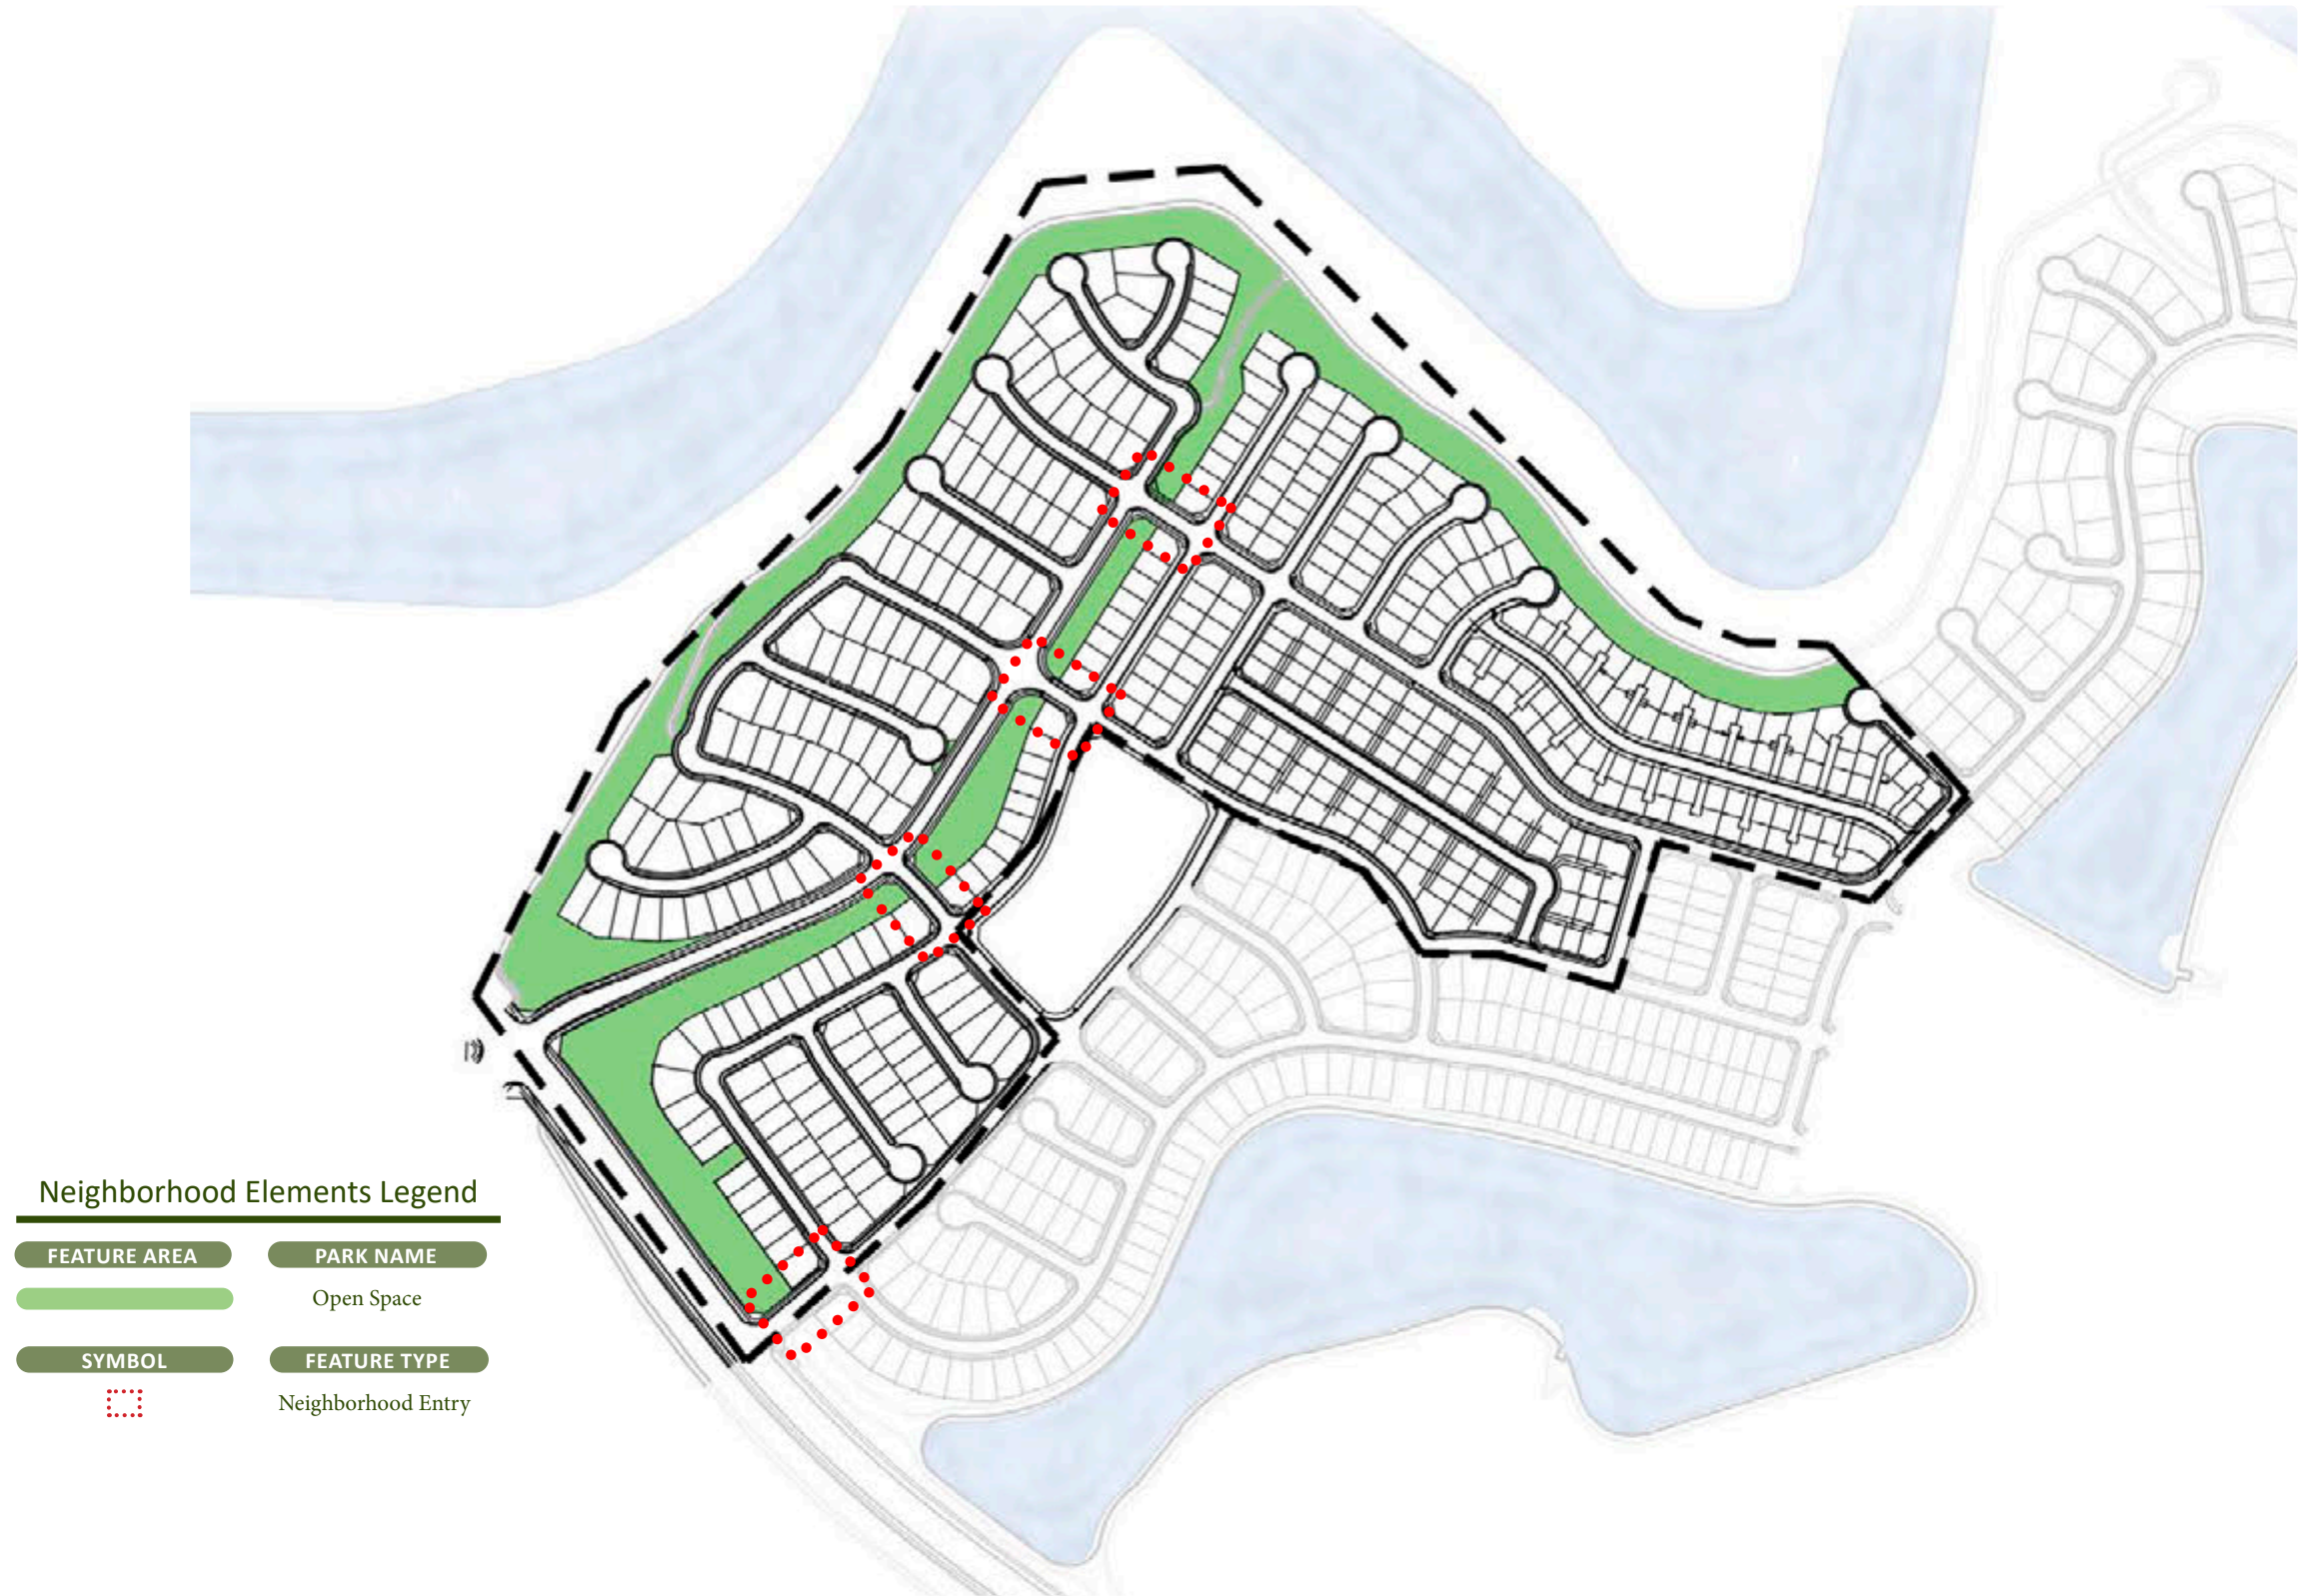 Neighborhood Elements Legend
FEATURE AREA PARK NAME
Open Space
SYMBOL FEATURE TYPE
Neighborhood Entry